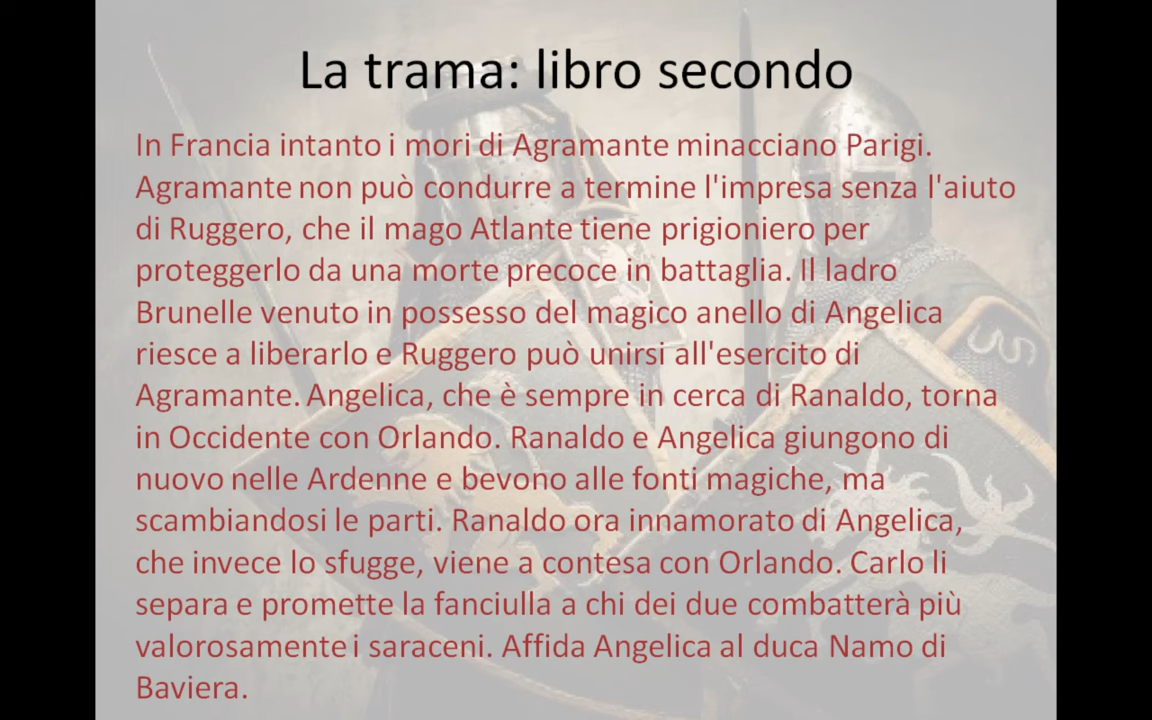 La trama: libro secondo
In Francia intanto i mori di Agramante minacciano Parigi.
Agramante non può condurre a termine l'impresa senza l'aiuto
di Ruggero, che il mago Atlante tiene prigioniero per
proteggerlo da una morte precoce in battaglia. Il ladro
Brunelle venuto in possesso del magico anello di Angelica
riesce a liberarlo e Ruggero può unirsi all'esercito di
Agramante. Angelica, che è sempre in cerca di Ranaldo, torna
in Occidente con Orlando. Ranaldo e Angelica giungono di
nuovo nelle Ardenne e bevono alle fonti magiche, ma
scambiandosi le parti. Ranaldo ora innamorato di Angelica,
che invece lo sfugge, viene a contesa con Orlando. Carlo li
separa e promette la fanciulla a chi dei due combatterà più
valorosamente i saraceni. Affida Angelica al duca Namo di
Baviera.